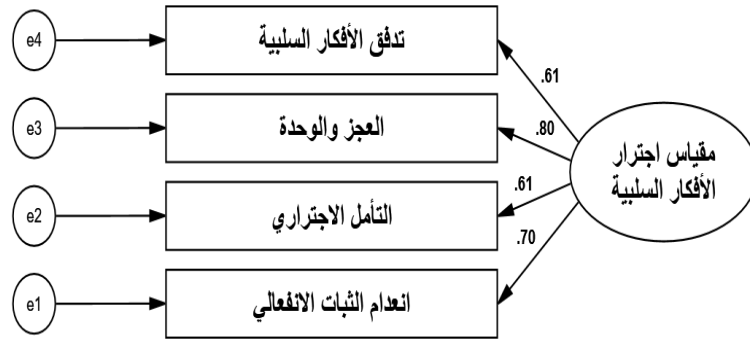 e4
تدفق الأفكار السلبية
.61
e3
العجز والوحدة
.80
مقياس اجترار
الأفكار السلبية
e2
التأمل الاجتراري
.61
e1
انعدام الثبات الانفعالي
.70